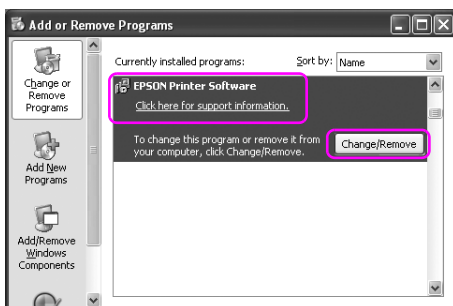 Add or Remove Programs
Change or
Remove
Programs
Add New
Programs
Add/Remove
Windows
Components
Currently installed programs:
Sort by:
Name
EPSON Printer Software
Click here for support information.
To change this program or remove it from
your computer, click Change/Remove.
Change/Remove